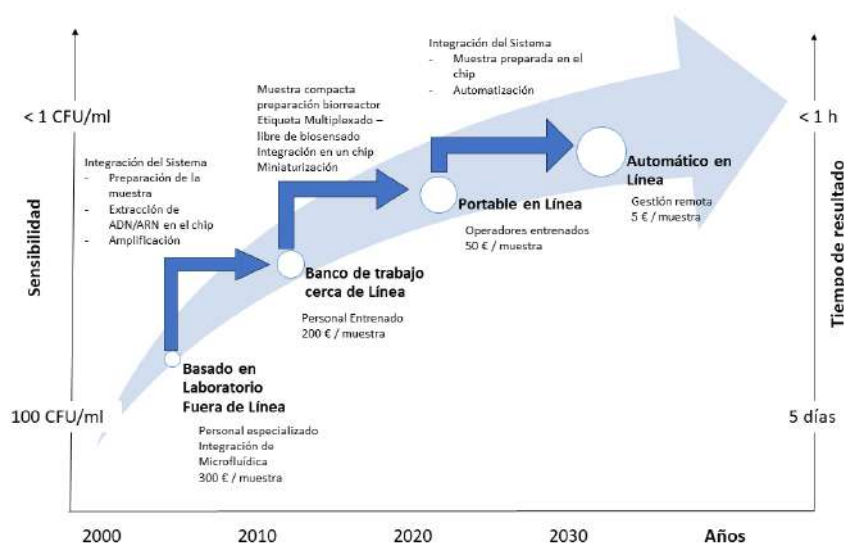 Sensibilidad
< 1 CFU/ml
100 CFU/ml
Integración del Sistema
- Preparación de la
muestra
- Extracción de
ADN/ARN en el chip
- Amplificación
Muestra compacta
preparación biorreactor
Etiqueta Multiplexado –
libre de biosensado
Integración en un chip
Miniaturización
Integración del Sistema
- Muestra preparada en el
chip
- Automatización
Basado en
Laboratorio
Fuera de Línea
Personal especializado
Integración de
Microfluídica
300 € / muestra
Banco de trabajo
cerca de Línea
Personal Entrenado
200 € / muestra
Portable en Línea
Operadores entrenados
50 € / muestra
Automático en
Línea
Gestión remota
5 € / muestra
< 1 h
5 días
Tiempo de resultado
2000
2010
2020
2030
Años